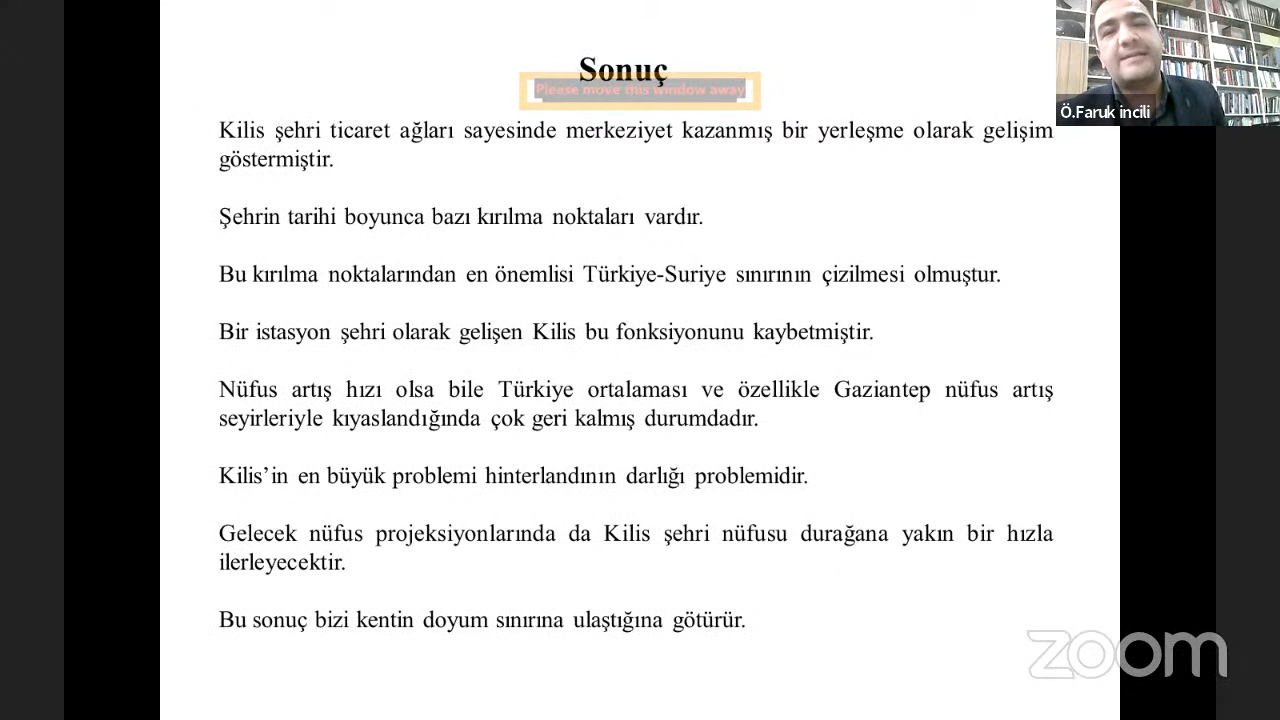 Sonuç
Please move this window away
Ö.Faruk incili
Kilis şehri ticaret ağları sayesinde merkeziyet kazanmış bir yerleşme olarak gelişim
göstermiştir.
Şehrin tarihi boyunca bazı kırılma noktaları vardır.
Bu kırılma noktalarından en önemlisi Türkiye-Suriye sınırının çizilmesi olmuştur.
Bir istasyon şehri olarak gelişen Kilis bu fonksiyonunu kaybetmiştir.
Nüfus artış hızı olsa bile Türkiye ortalaması ve özellikle Gaziantep nüfus artış
seyirleriyle kıyaslandığında çok geri kalmış durumdadır.
Kilis’in en büyük problemi hinterlandının darlığı problemidir.
Gelecek nüfus projeksiyonlarında da Kilis şehri nüfusu durağana yakın bir hızla
ilerleyecektir.
Bu sonuç bizi kentin doyum sınırına ulaştığına götürür.
zoom